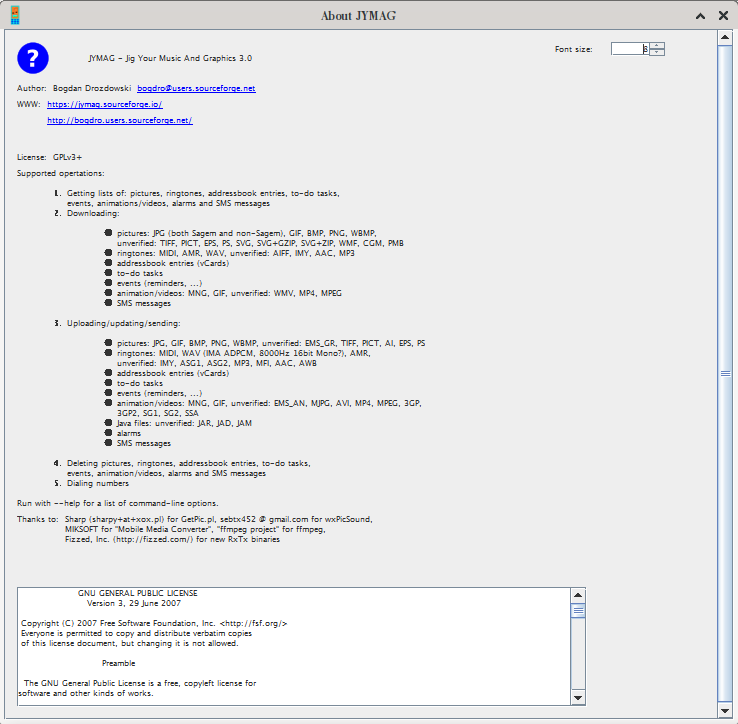 About JYMAG
?
JYMAG - Jig Your Music And Graphics 3.0
Font size: 8
Author: Bogdan Drozdowski bogdro@users.sourceforge.net
WWW: https://jymag.sourceforge.io/
http://bogdro.users.sourceforge.net/
License: GPLv3+
Supported opertations:
1. Getting lists of: pictures, ringtones, addressbook entries, to-do tasks,
events, animations/videos, alarms and SMS messages
2. Downloading:
pictures: JPG (both Sagem and non-Sagem), GIF, BMP, PNG, WBMP,
unverified: TIFF, PICT, EPS, PS, SVG, SVG+GZIP, SVG+ZIP, WMF, CGM, PMB
ringtones: MIDI, AMR, WAV, unverified: AIFF, IMY, AAC, MP3
addressbook entries (vCards)
to-do tasks
events (reminders, ...)
animation/videos: MNG, GIF, unverified: WMV, MP4, MPEG
SMS messages
3. Uploading/updating/sending:
pictures: JPG, GIF, BMP, PNG, WBMP, unverified: EMS_GR, TIFF, PICT, AI, EPS, PS
ringtones: MIDI, WAV (IMA ADPCM, 8000Hz 16bit Mono?), AMR,
unverified: IMY, ASG1, ASG2, MP3, MFI, AAC, AWB
addressbook entries (vCards)
to-do tasks
events (reminders, ...)
animation/videos: MNG, GIF, unverified: EMS_AN, MJPG, AVI, MP4, MPEG, 3GP,
3GP2, SG1, SG2, SSA
Java files: unverified: JAR, JAD, JAM
alarms
SMS messages
4. Deleting pictures, ringtones, addressbook entries, to-do tasks,
events, animation/videos, alarms and SMS messages
5. Dialing numbers
Run with --help for a list of command-line options.
Thanks to: Sharp (sharpy+at+xox.pl) for GetPic.pl, sebtx452 @ gmail.com for wxPicSound,
MIKSOFT for "Mobile Media Converter", "ffmpeg project" for ffmpeg,
Fizzed, Inc. (http://fizzed.com/) for new RxTx binaries
GNU GENERAL PUBLIC LICENSE
Version 3, 29 June 2007
Copyright (C) 2007 Free Software Foundation, Inc. <http://fsf.org/>
Everyone is permitted to copy and distribute verbatim copies
of this license document, but changing it is not allowed.
Preamble
The GNU General Public License is a free, copyleft license for
software and other kinds of works.